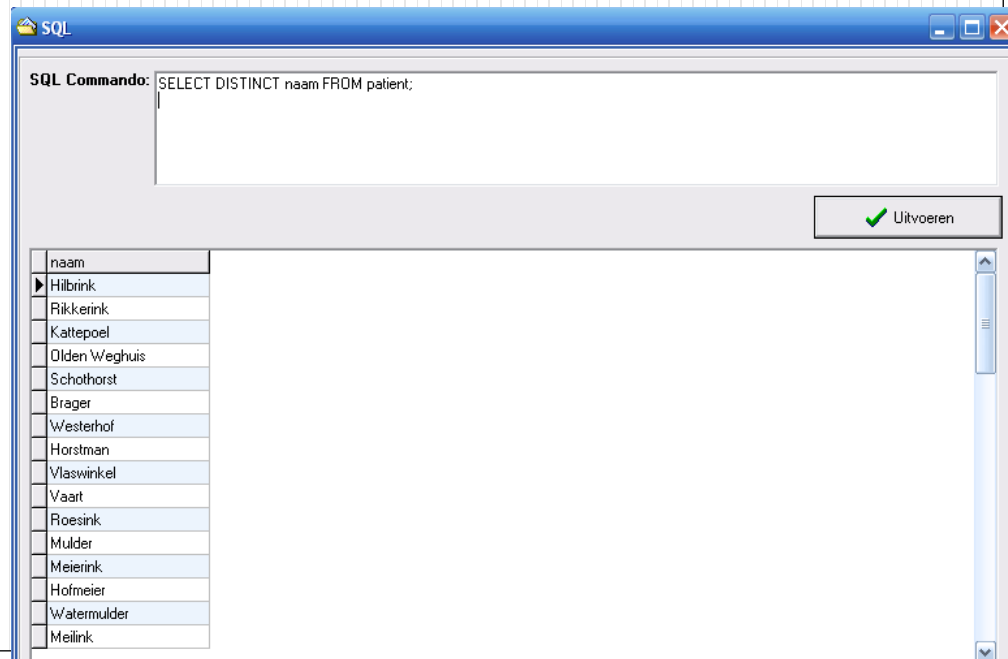 SQL
SQL Commando: SELECT DISTINCT naam FROM patient;
Uitvoeren
naam
Hilbrink
Rikkerink
Kattepoel
Olden Weghuis
Schothorst
Brager
Westerhof
Horstman
Vlaswinkel
Vaart
Roesink
Mulder
Meierink
Hofmeier
Watermulder
Meilink